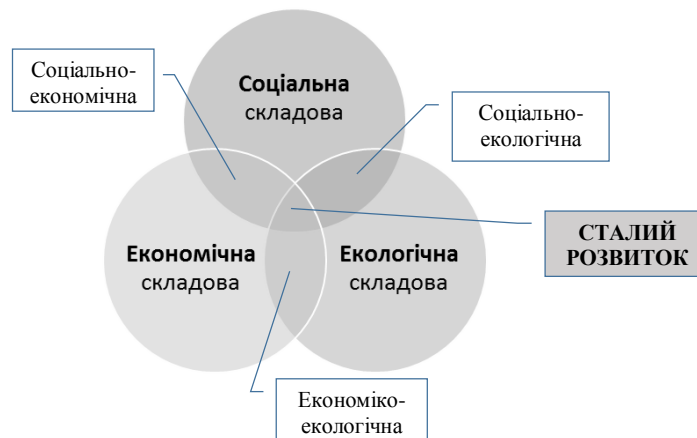 Соціально-
економічна
Соціальна
складова
Соціально-
екологічна
Економічна
складова
Екологічна
складова
СТАЛИЙ
РОЗВИТОК
Економіко-
екологічна